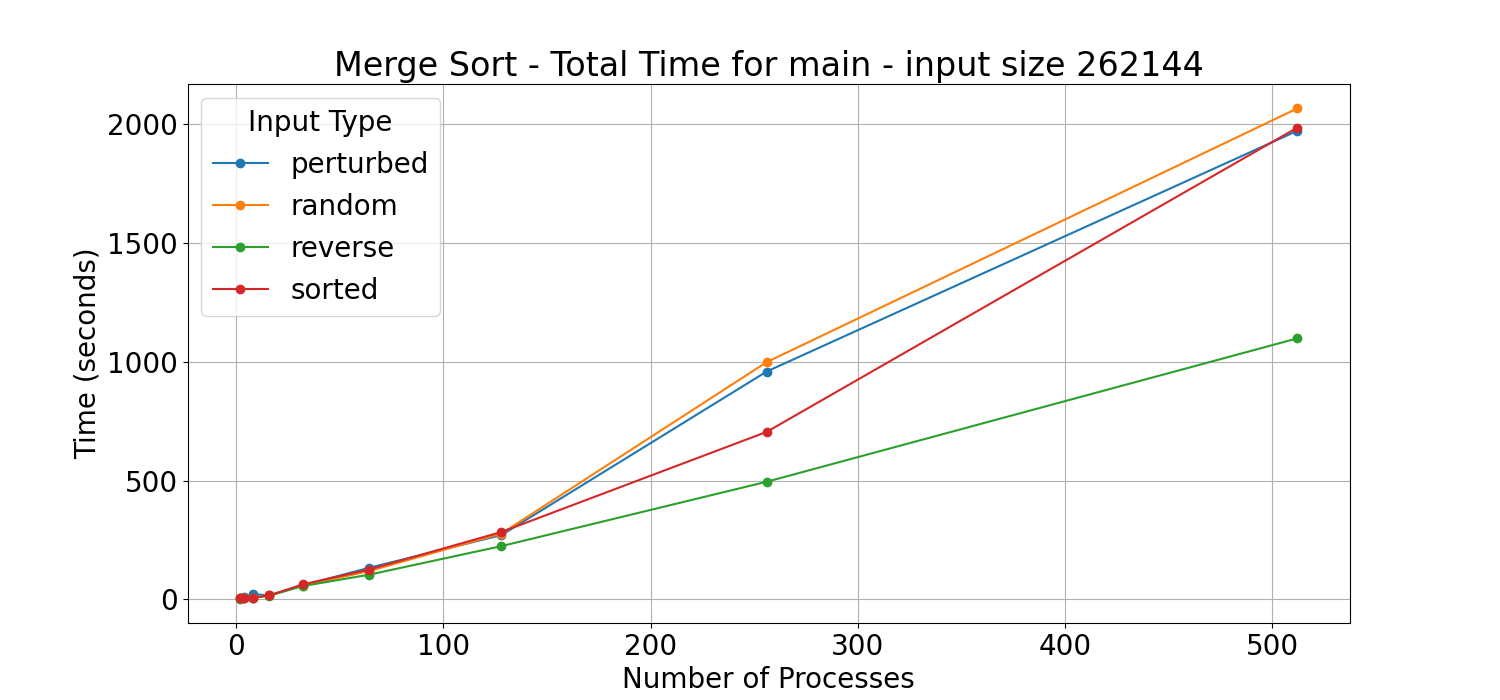 Merge Sort - Total Time for main - input size 262144
Input Type
perturbed
random
reverse
sorted
Time (seconds)
2000
1500
1000
500
0
0 100 200 300 400 500
Number of Processes